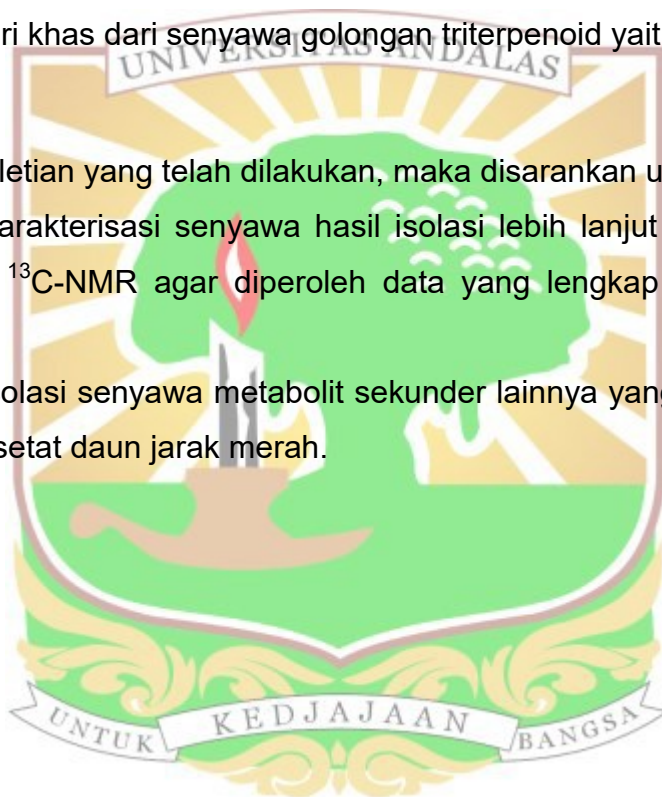 ri khas dari senyawa golongan triterpenoid yait
UNIVERSITAS ANDALAS
letian yang telah dilakukan, maka disarankan u
arakterisasi senyawa hasil isolasi lebih lanjut
¹³C-NMR agar diperoleh data yang lengkap
olasi senyawa metabolit sekunder lainnya yang
setat daun jarak merah.
UNTUK KEDJAJAAN BANGSA